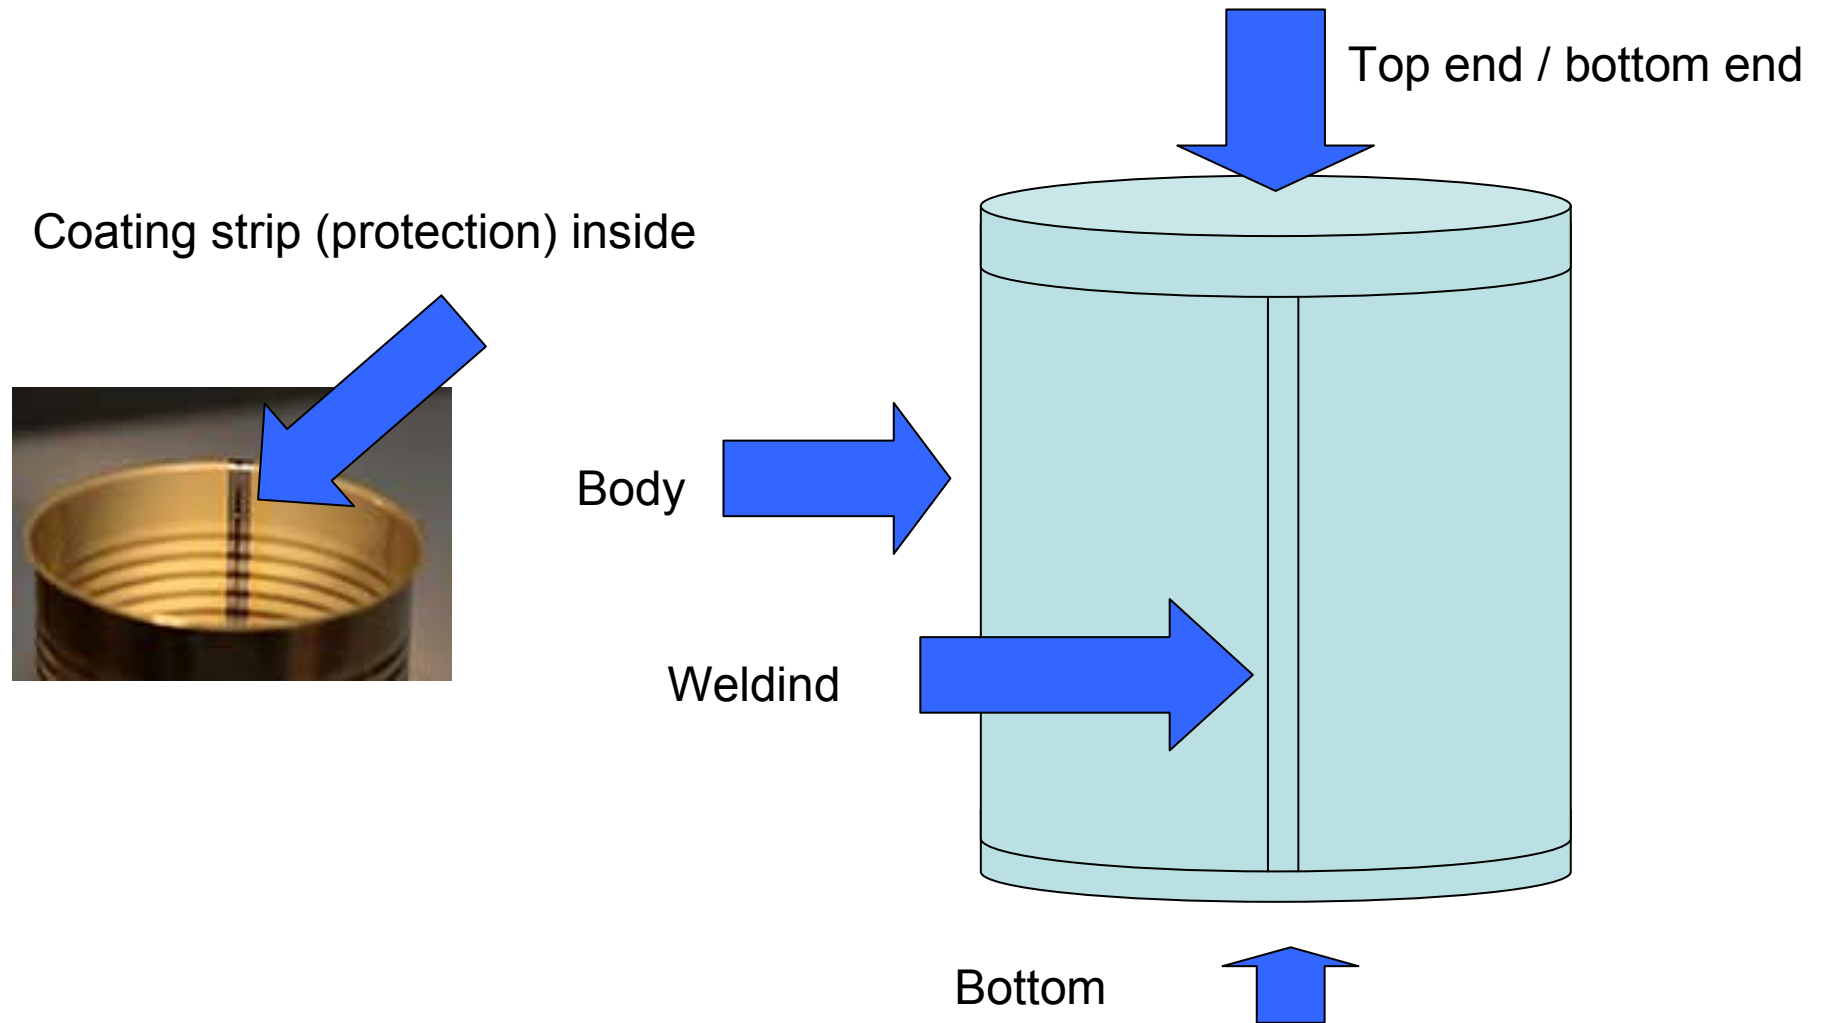 Top end / bottom end
Coating strip (protection) inside
Body
Weldind
Bottom